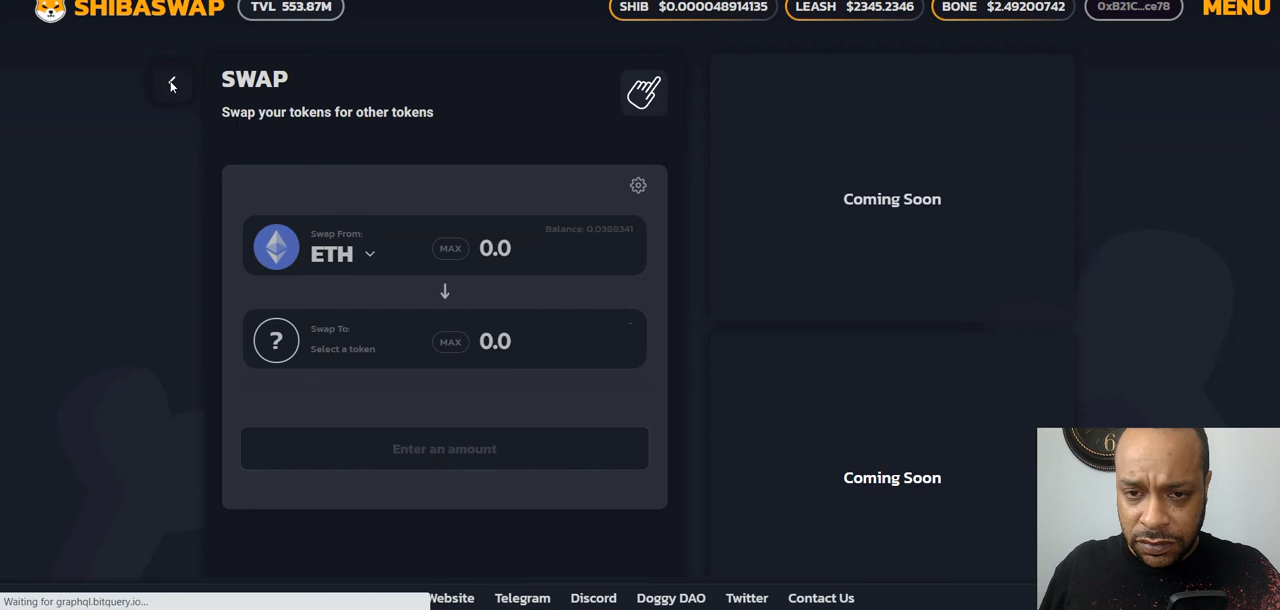 SHIBASWAP
TVL 553.87M
SHIB $0.000048914135
LEASH $2345.2346
BONE $2.49200742
0xB21C...ce78
MENU
SWAP
Swap your tokens for other tokens
Swap From:
ETH
MAX
0.0
Balance: 0.0388341
?
Swap To:
Select a token
MAX
0.0
-
Enter an amount
Coming Soon
Coming Soon
Website
Telegram
Discord
Doggy DAO
Twitter
Contact Us
Waiting for graphql.bitquery.io...
6